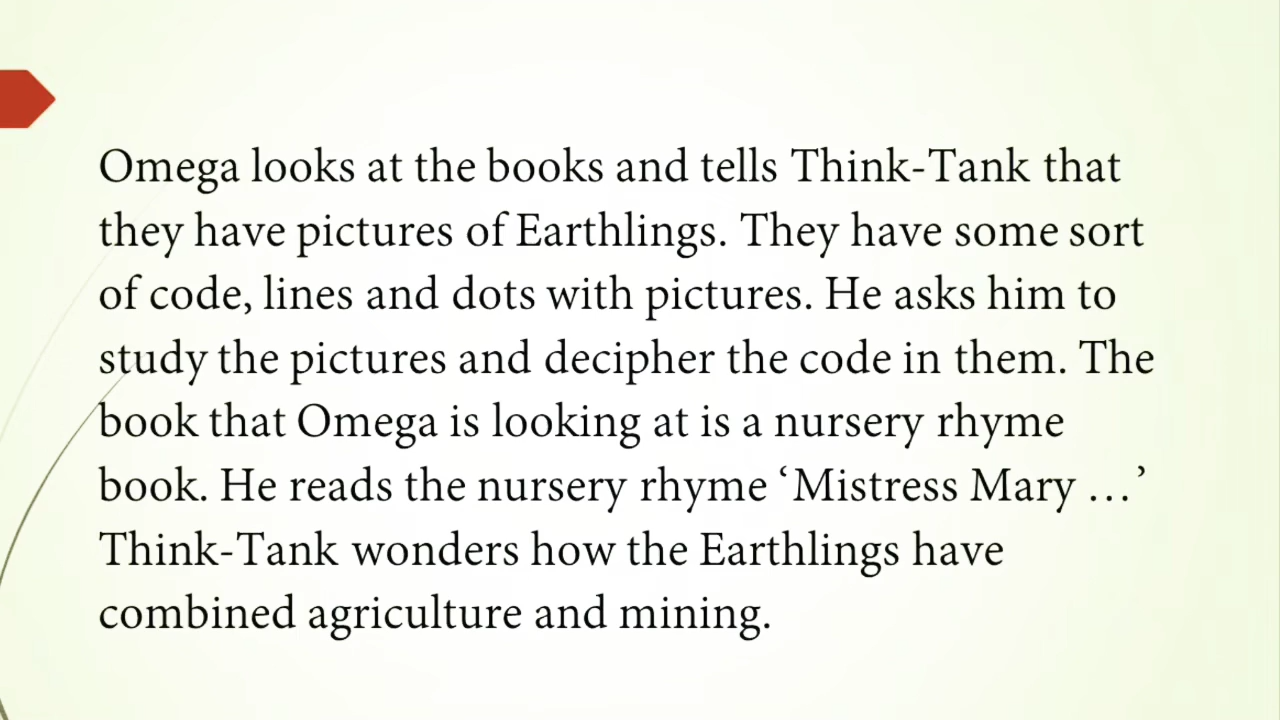 Omega looks at the books and tells Think-Tank that
they have pictures of Earthlings. They have some sort
of code, lines and dots with pictures. He asks him to
study the pictures and decipher the code in them. The
book that Omega is looking at is a nursery rhyme
book. He reads the nursery rhyme ‘Mistress Mary …’
Think-Tank wonders how the Earthlings have
combined agriculture and mining.